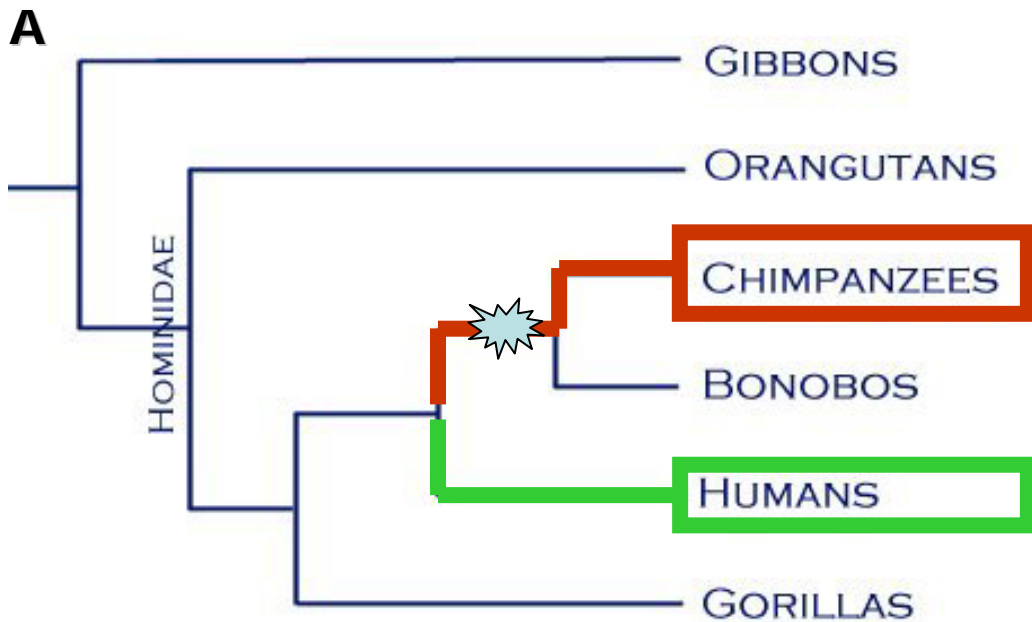 A
GIBBONS
ORANGUTANS
HOMINIDAE
CHIMPANZEES
BONOBOS
HUMANS
GORILLAS